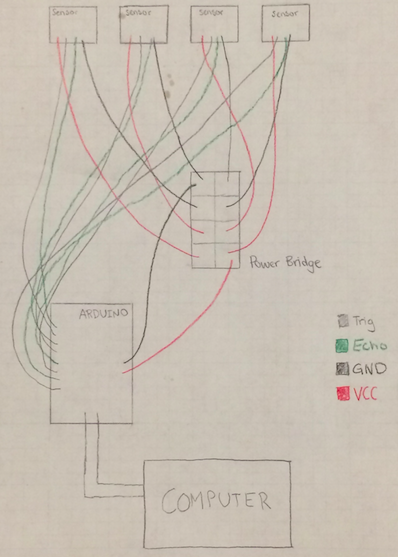 Sensor
Sensor
Sensor
Sensor
Power Bridge
ARDUINO
Trig
Echo
GND
VCC
COMPUTER